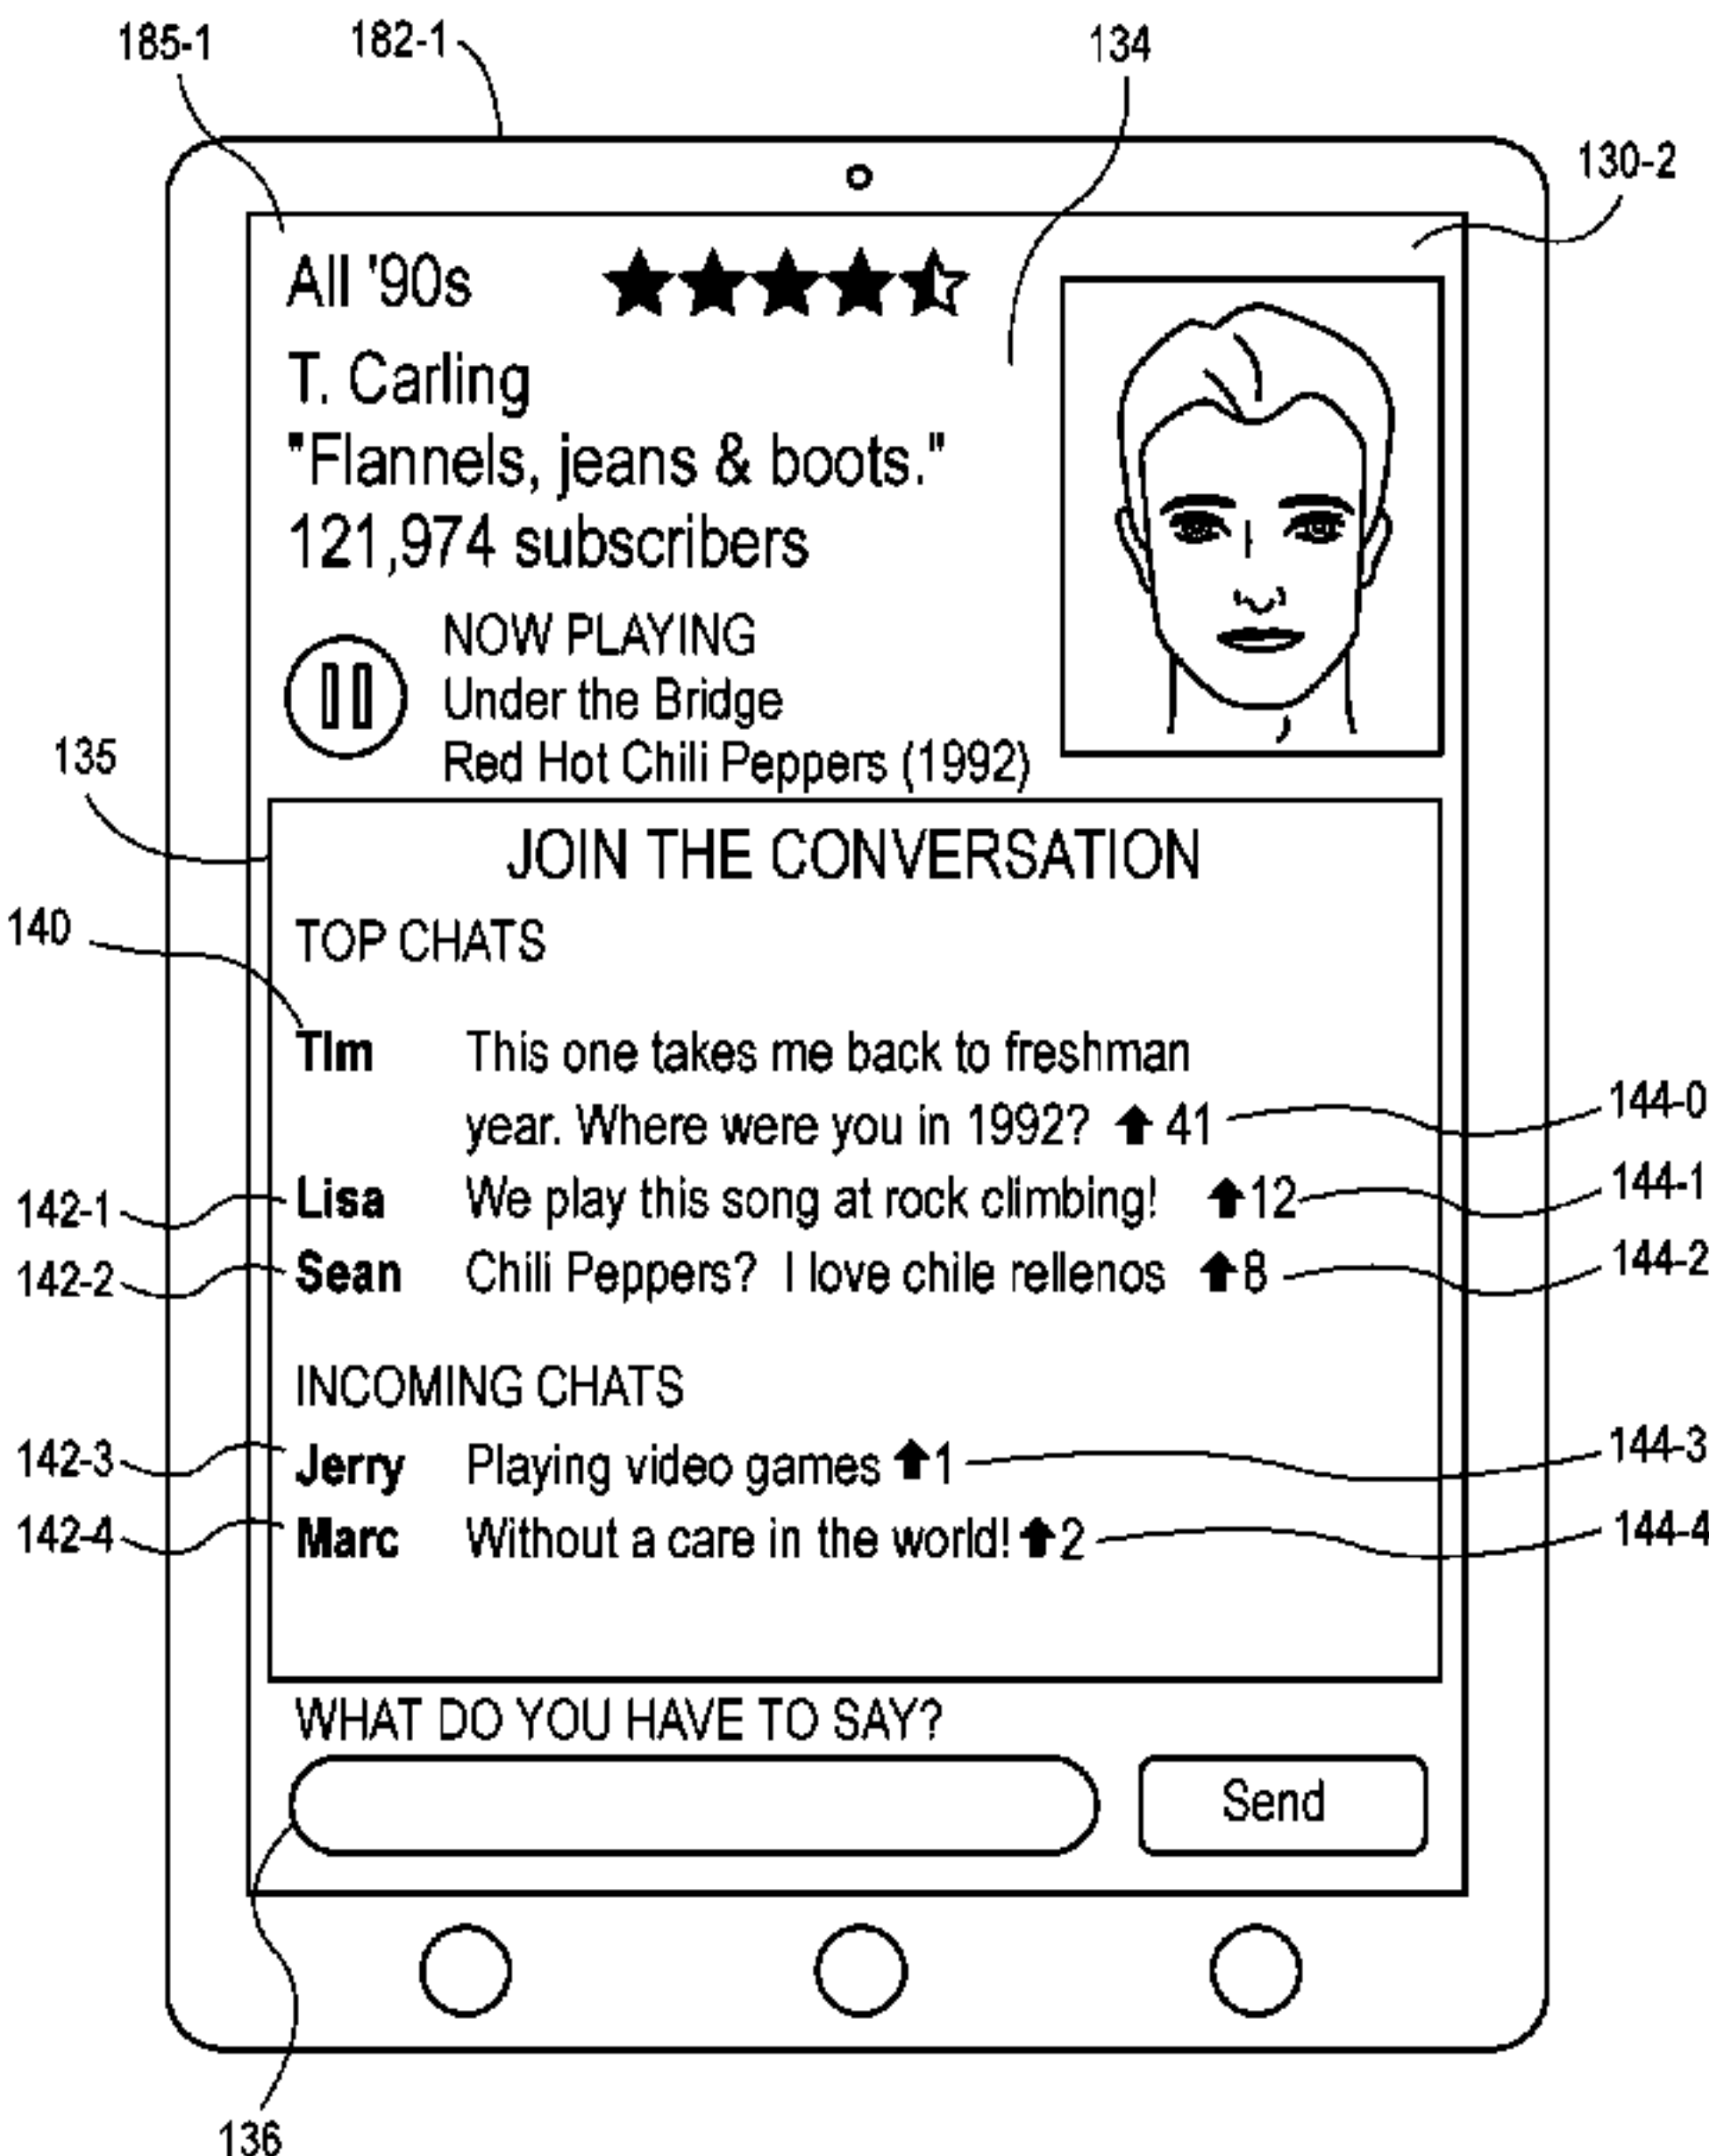 185-1
182-1
134
130-2
All '90s
T. Carling
"Flannels, jeans & boots."
121,974 subscribers
NOW PLAYING
Under the Bridge
Red Hot Chili Peppers (1992)
135
JOIN THE CONVERSATION
140
TOP CHATS
Tim This one takes me back to freshman
year. Where were you in 1992? 41 144-0
142-1 Lisa We play this song at rock climbing! 12 144-1
142-2 Sean Chili Peppers? I love chile rellenos 8 144-2
INCOMING CHATS
142-3 Jerry Playing video games 1 144-3
142-4 Marc Without a care in the world! 2 144-4
WHAT DO YOU HAVE TO SAY?
Send
136